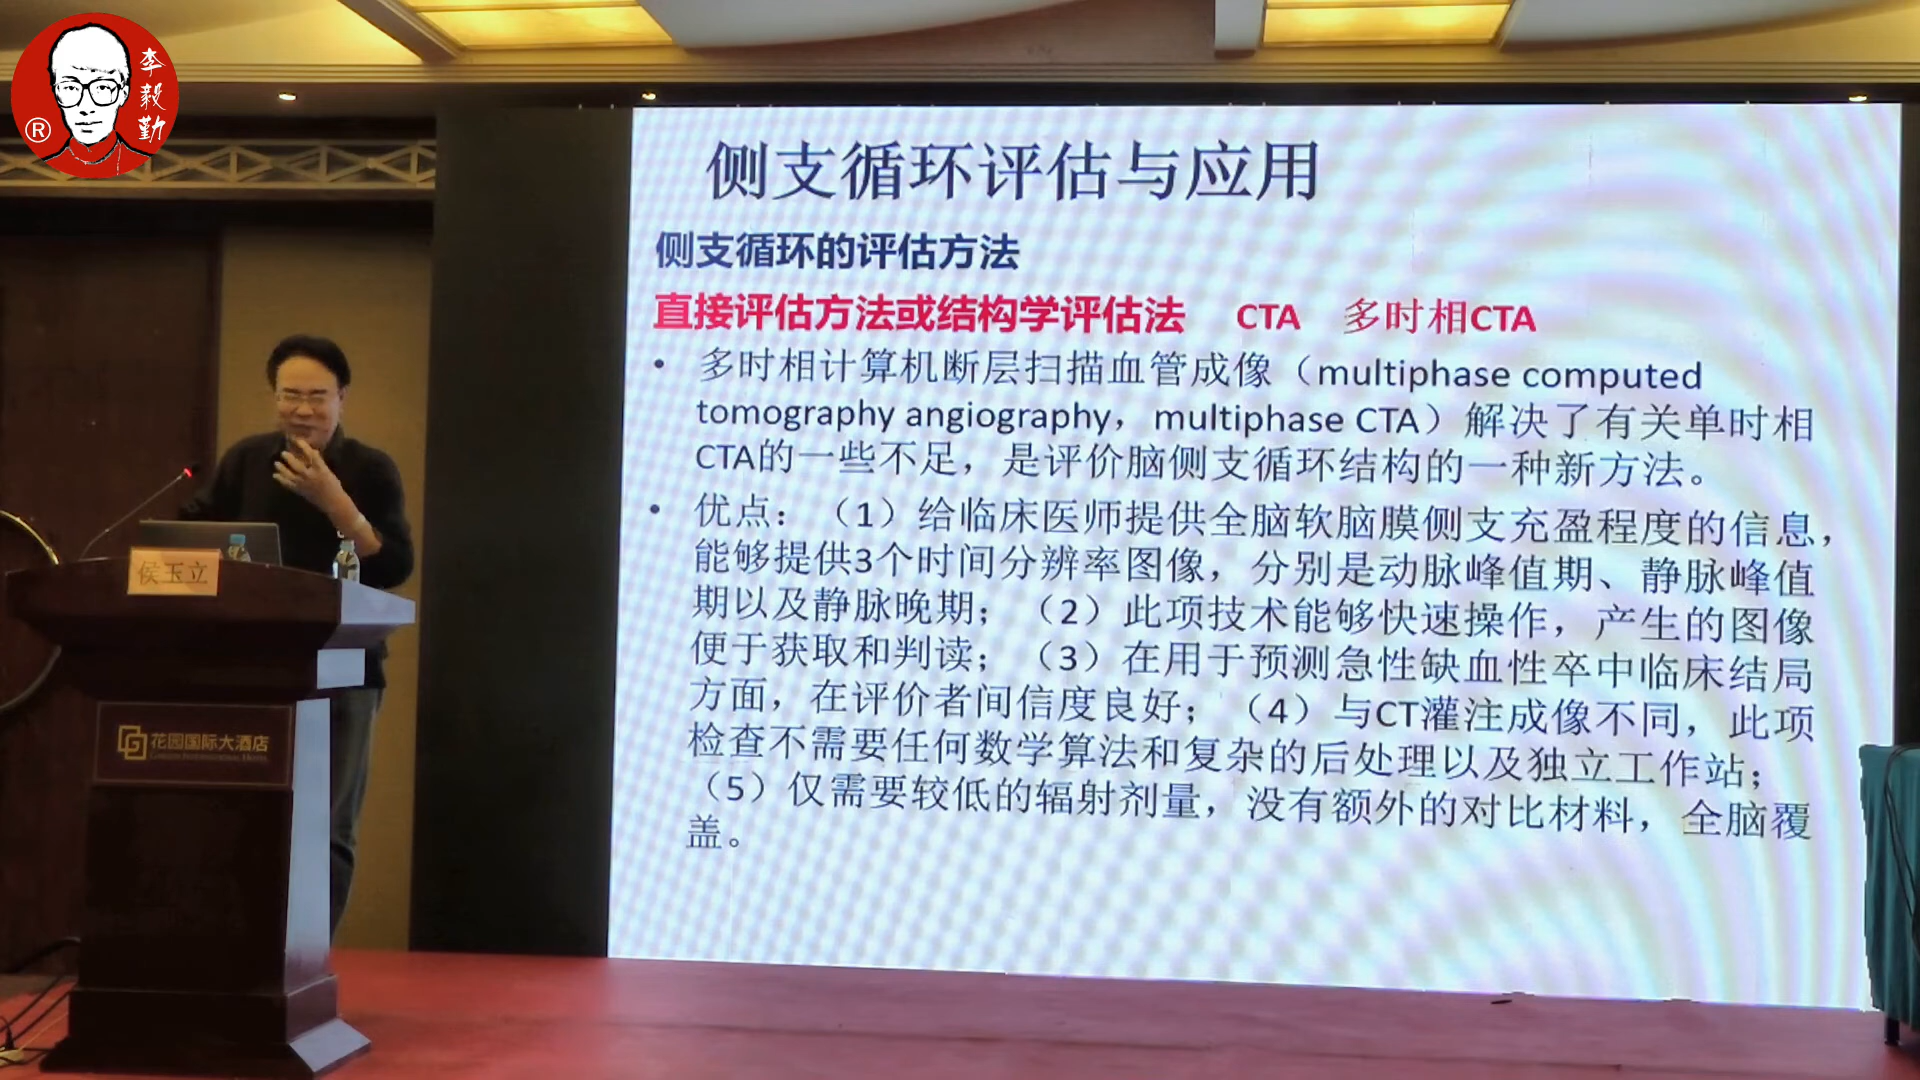 李毅勤
®
侧支循环评估与应用
侧支循环的评估方法
直接评估方法或结构学评估法 CTA 多时相CTA
• 多时相计算机断层扫描血管成像（multiphase computed
tomography angiography，multiphase CTA）解决了有关单时相
CTA的一些不足，是评价脑侧支循环结构的一种新方法。
• 优点：（1）给临床医师提供全脑软脑膜侧支充盈程度的信息，
能够提供3个时间分辨率图像，分别是动脉峰值期、静脉峰值
期以及静脉晚期；（2）此项技术能够快速操作，产生的图像
便于获取和判读；（3）在用于预测急性缺血性卒中临床结局
方面，在评价者间信度良好；（4）与CT灌注成像不同，此项
检查不需要任何数学算法和复杂的后处理以及独立工作站；
（5）仅需要较低的辐射剂量，没有额外的对比材料，全脑覆
盖。
侯玉立
花园国际大酒店